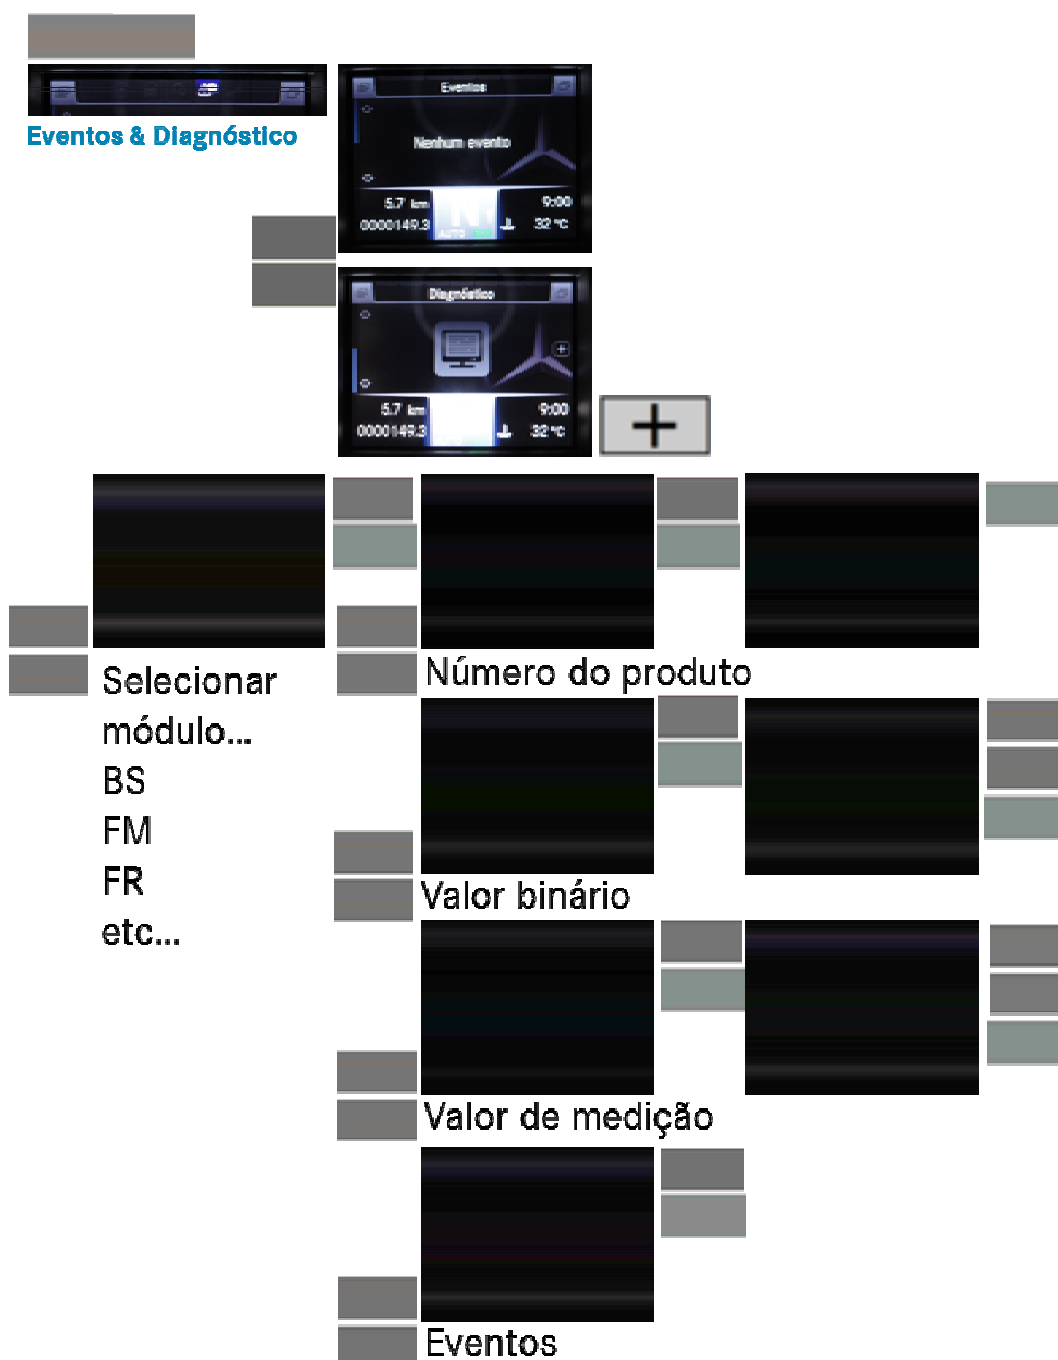 Eventos & Diagnóstico
Eventos
Nenhum evento
5.7 km
9:00
0000149.3
32 °C
Diagnóstico
5.7 km
9:00
0000149.3
32 °C
+
Selecionar
módulo...
BS
FM
FR
etc...
Número do produto
Valor binário
Valor de medição
Eventos